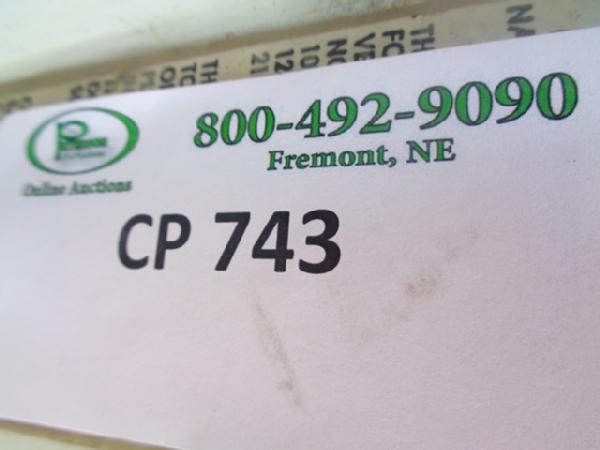 800-492-9090
Fremont, NE
Online Auctions
CP 743